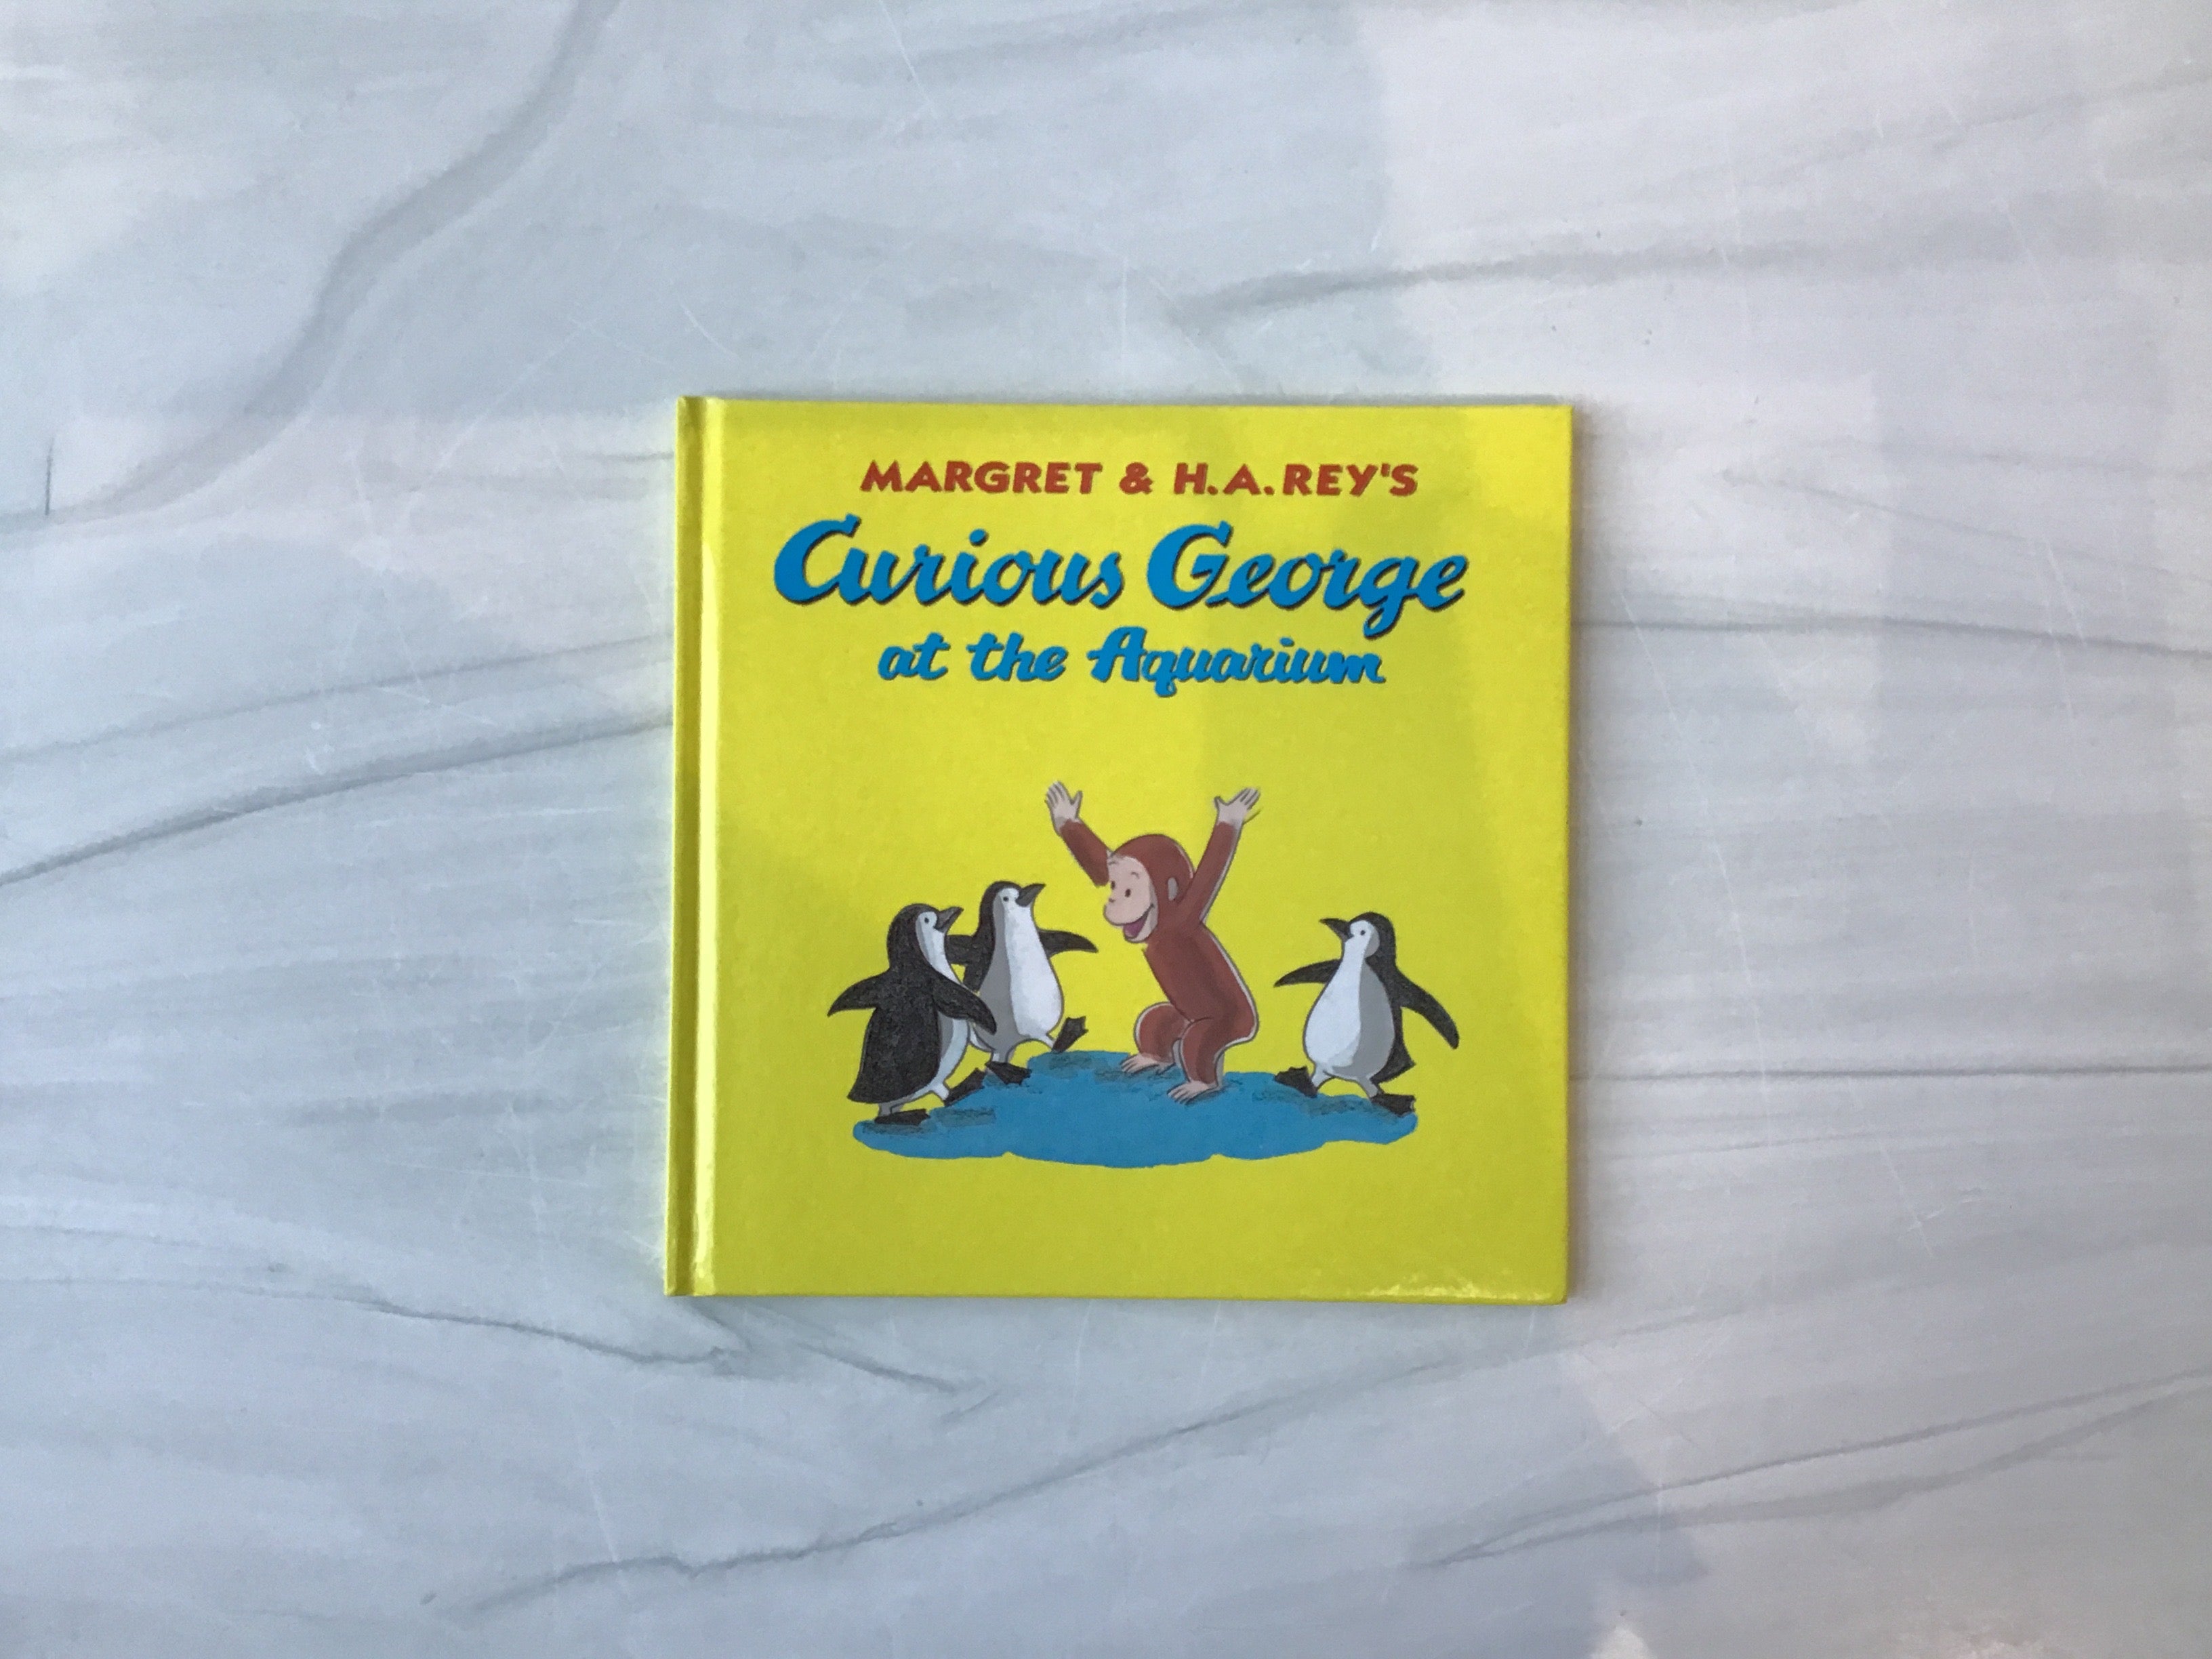 MARGRET & H.A.REY'S
Curious George
at the Aquarium